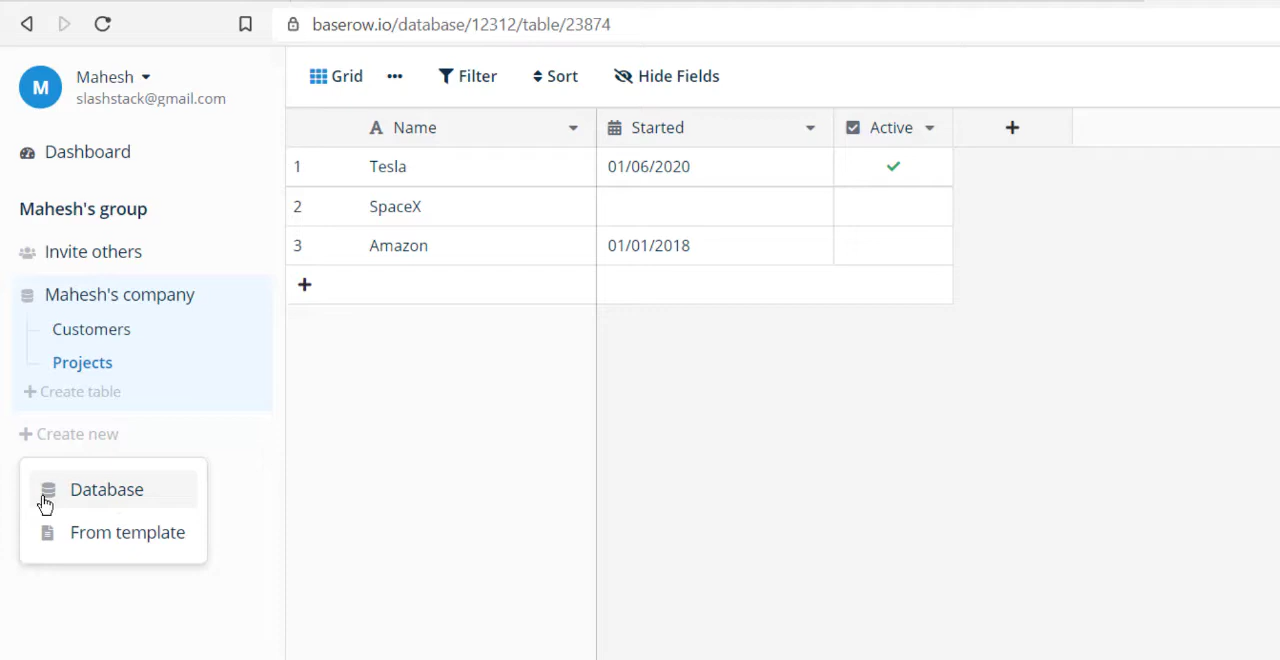 baserow.io/database/12312/table/23874
M
Mahesh
slashstack@gmail.com
Dashboard
Mahesh's group
Invite others
Mahesh's company
Customers
Projects
+ Create table
+ Create new
Database
From template
Grid ••• Filter Sort Hide Fields
A Name Started Active +
1 Tesla 01/06/2020
2 SpaceX
3 Amazon 01/01/2018
+